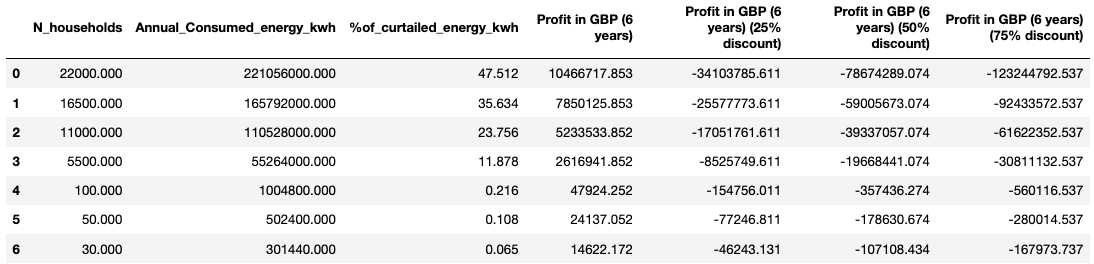 N_households Annual_Consumed_energy_kwh %of_curtailed_energy_kwh Profit in GBP (6 years) Profit in GBP (6 years) (25% discount) Profit in GBP (6 years) (50% discount) Profit in GBP (6 years) (75% discount)
0 22000.000 221056000.000 47.512 10466717.853 -34103785.611 -78674289.074 -123244792.537
1 16500.000 165792000.000 35.634 7850125.853 -25577773.611 -59005673.074 -92433572.537
2 11000.000 110528000.000 23.756 5233533.852 -17051761.611 -39337057.074 -61622352.537
3 5500.000 55264000.000 11.878 2616941.852 -8525749.611 -19668441.074 -30811132.537
4 100.000 1004800.000 0.216 47924.252 -154756.011 -357436.274 -560116.537
5 50.000 502400.000 0.108 24137.052 -77246.811 -178630.674 -280014.537
6 30.000 301440.000 0.065 14622.172 -46243.131 -107108.434 -167973.737